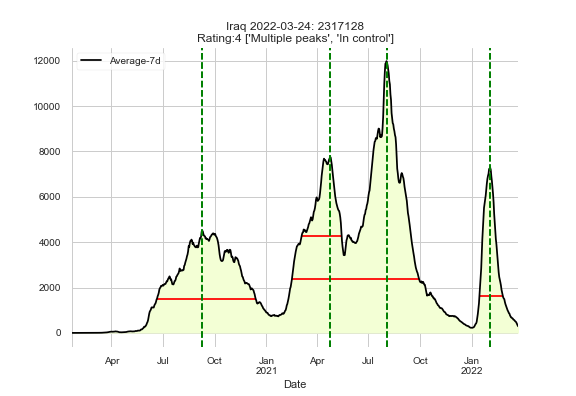 Iraq 2022-03-24: 2317128
Rating:4 ['Multiple peaks', 'In control']
Average-7d
12000
10000
8000
6000
4000
2000
0
Apr Jul Oct Jan Apr Jul Oct Jan
2021 2022
Date